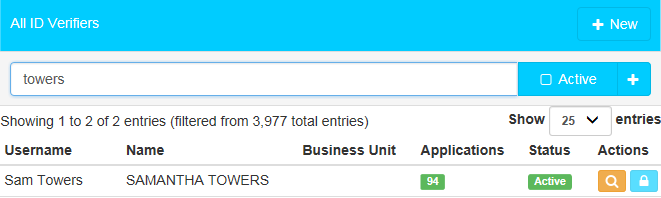 All ID Verifiers
+ New
towers
Active +
Showing 1 to 2 of 2 entries (filtered from 3,977 total entries) Show 25 entries
Username Name Business Unit Applications Status Actions
Sam Towers SAMANTHA TOWERS 94 Active